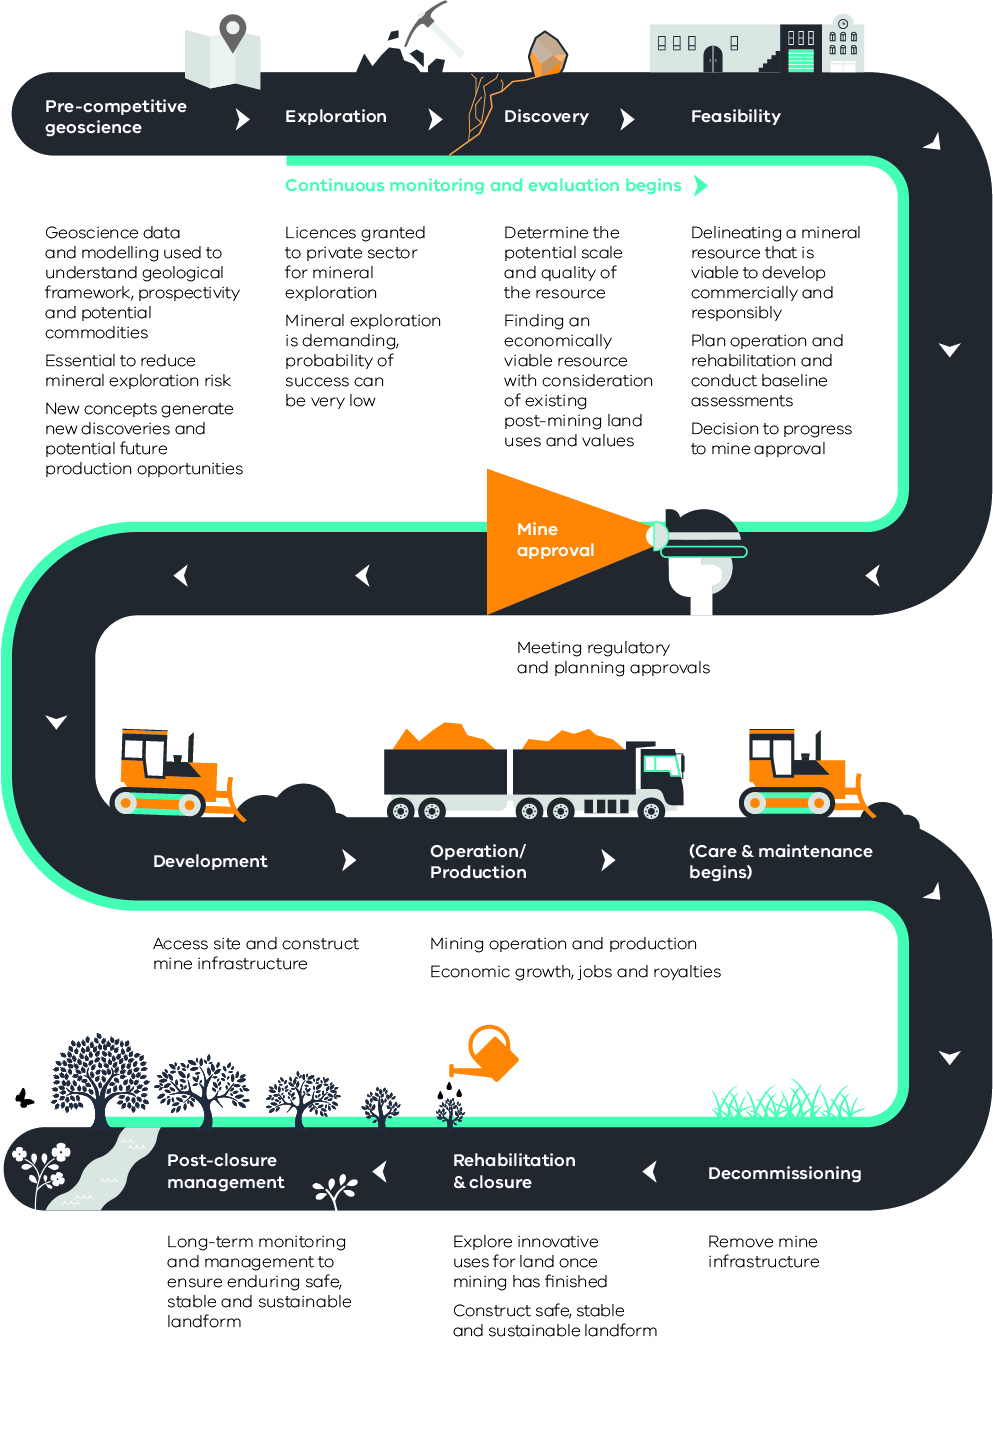 Pre-competitive
geoscience
Exploration
Discovery
Feasibility
Continuous monitoring and evaluation begins
Geoscience data
and modelling used to
understand geological
framework, prospectivity
and potential
commodities
Essential to reduce
mineral exploration risk
New concepts generate
new discoveries and
potential future
production opportunities
Licences granted
to private sector
for mineral
exploration
Mineral exploration
is demanding,
probability of
success can
be very low
Determine the
potential scale
and quality of
the resource
Finding an
economically
viable resource
with consideration
of existing
post-mining land
uses and values
Delineating a mineral
resource that is
viable to develop
commercially and
responsibly
Plan operation and
rehabilitation and
conduct baseline
assessments
Decision to progress
to mine approval
Mine
approval
Meeting regulatory
and planning approvals
Development
Operation/
Production
(Care & maintenance
begins)
Access site and construct
mine infrastructure
Mining operation and production
Economic growth, jobs and royalties
Post-closure
management
Rehabilitation
& closure
Decommissioning
Long-term monitoring
and management to
ensure enduring safe,
stable and sustainable
landform
Explore innovative
uses for land once
mining has finished
Construct safe, stable
and sustainable landform
Remove mine
infrastructure